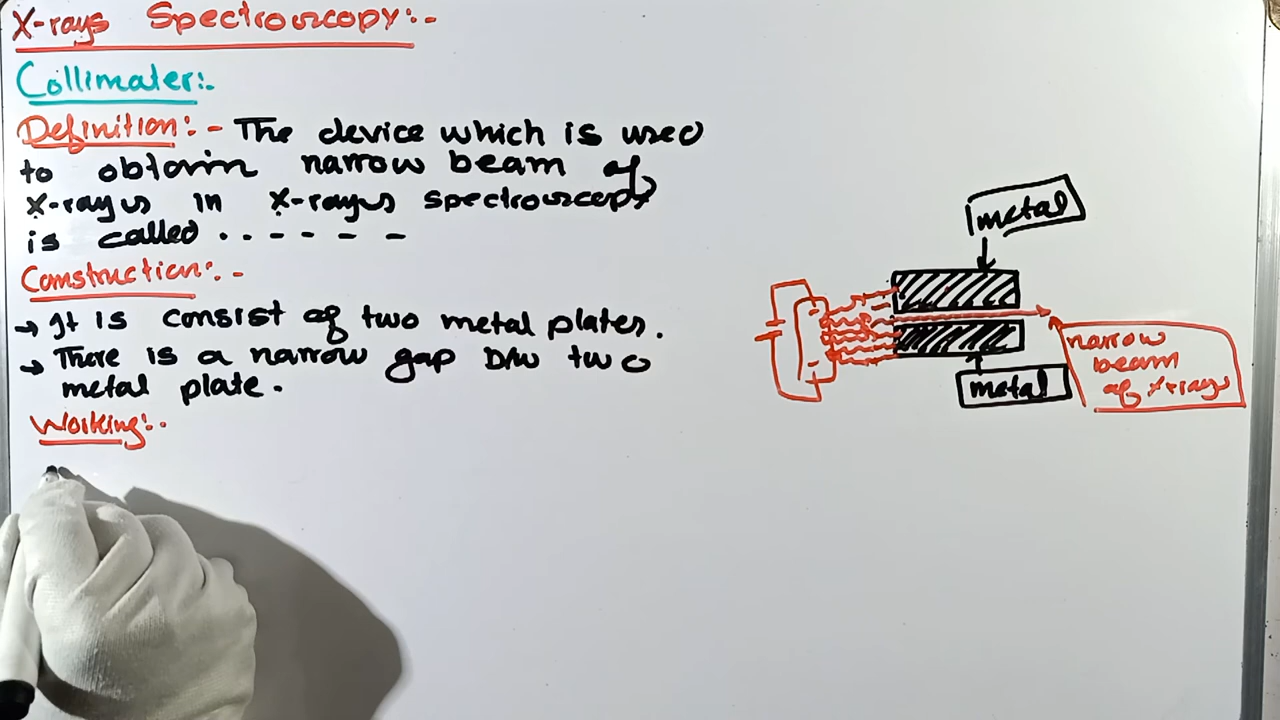 X-rays Spectroscopy:-
Collimater:-
Definition:- The device which is used
to obtain narrow beam of
X-rays in X-rays spectroscopy
is called . . - - - -
Construction:-
→ It is consist of two metal plates.
→ There is a narrow gap b/w two
metal plate.
Working:-
metal
metal
narrow
beam
of X-rays